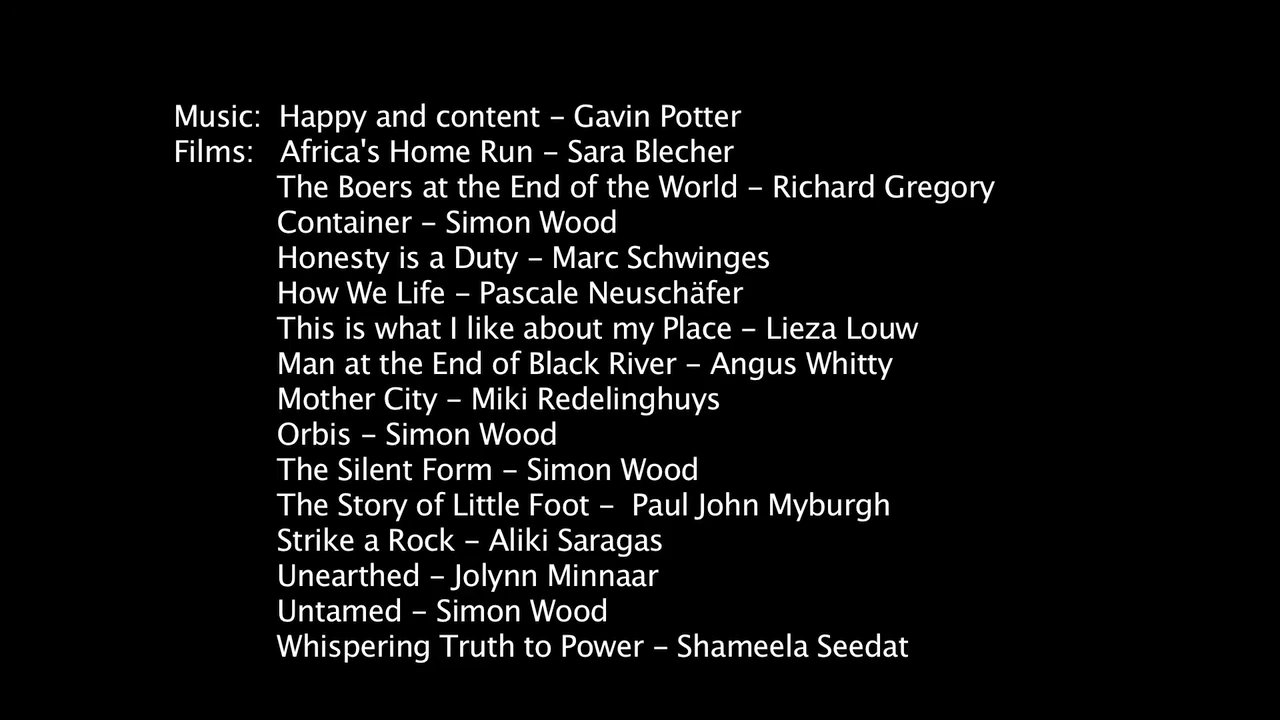 Music: Happy and content – Gavin Potter
Films: Africa's Home Run – Sara Blecher
The Boers at the End of the World – Richard Gregory
Container – Simon Wood
Honesty is a Duty – Marc Schwinges
How We Life – Pascale Neuschäfer
This is what I like about my Place – Lieza Louw
Man at the End of Black River – Angus Whitty
Mother City – Miki Redelinghuys
Orbis – Simon Wood
The Silent Form – Simon Wood
The Story of Little Foot – Paul John Myburgh
Strike a Rock – Aliki Saragas
Unearthed – Jolynn Minnaar
Untamed – Simon Wood
Whispering Truth to Power – Shameela Seedat